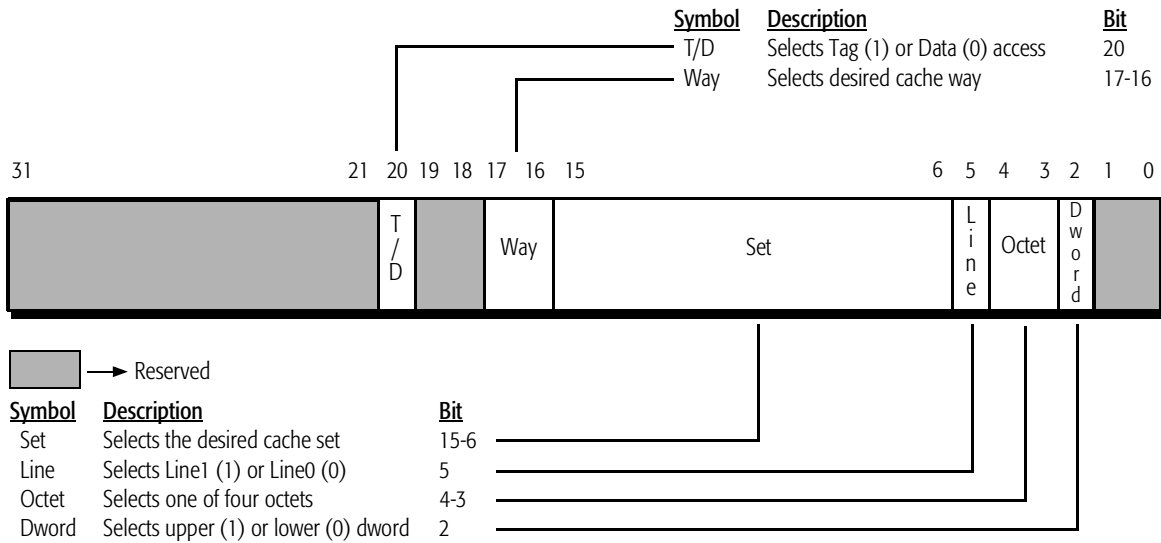 Symbol Description Bit
T/D Selects Tag (1) or Data (0) access 20
Way Selects desired cache way 17-16
31 21 20 19 18 17 16 15 6 5 4 3 2 1 0
T/D Way Set Line Octet Dword
Reserved
Symbol Description Bit
Set Selects the desired cache set 15-6
Line Selects Line1 (1) or Line0 (0) 5
Octet Selects one of four octets 4-3
Dword Selects upper (1) or lower (0) dword 2